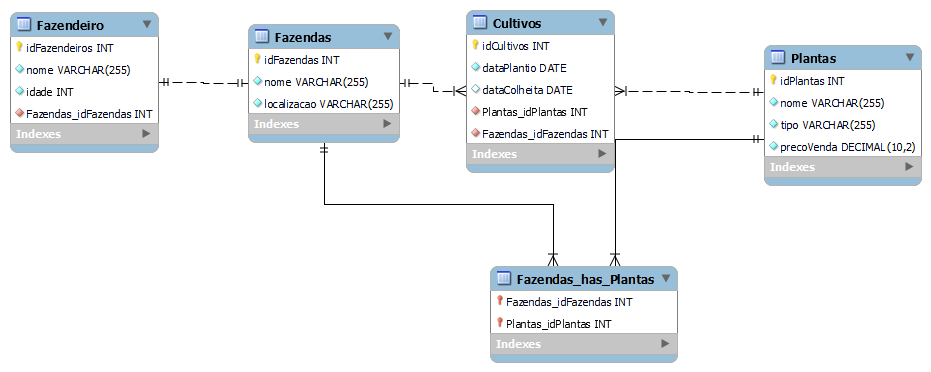 Fazendeiro
idFazendeiros INT
nome VARCHAR(255)
idade INT
Fazendas_idFazendas INT
Indexes
Fazendas
idFazendas INT
nome VARCHAR(255)
localizacao VARCHAR(255)
Indexes
Cultivos
idCultivos INT
dataPlantio DATE
dataColheita DATE
Plantas_idPlantas INT
Fazendas_idFazendas INT
Indexes
Plantas
idPlantas INT
nome VARCHAR(255)
tipo VARCHAR(255)
precoVenda DECIMAL(10,2)
Indexes
Fazendas_has_Plantas
Fazendas_idFazendas INT
Plantas_idPlantas INT
Indexes